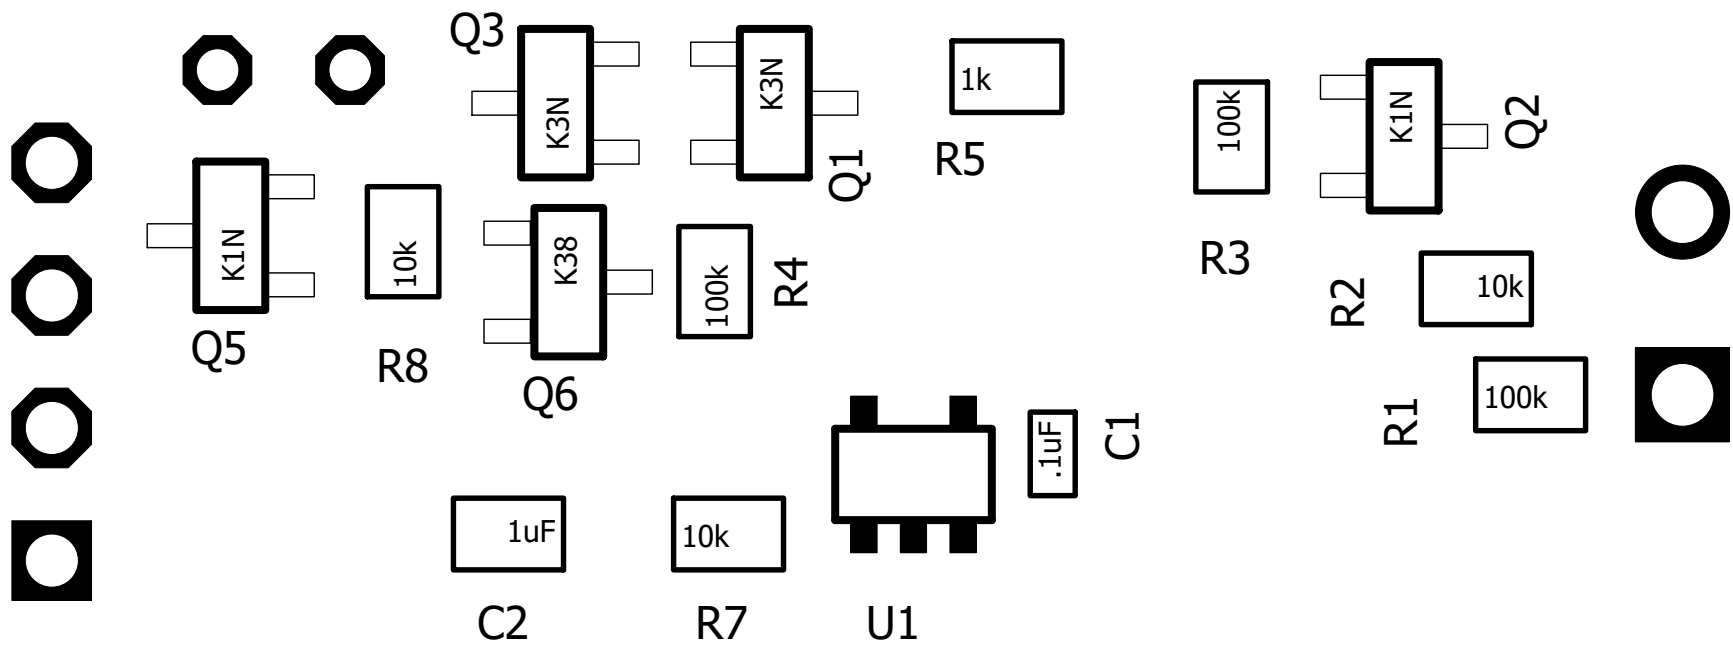 Q3
K3N
K3N
Q1
1k
R5
100k
R3
K1N
Q2
K1N
Q5
10k
R8
K38
Q6
100k
R4
R2
10k
R1
100k
.1uF
C1
1uF
C2
10k
R7
U1